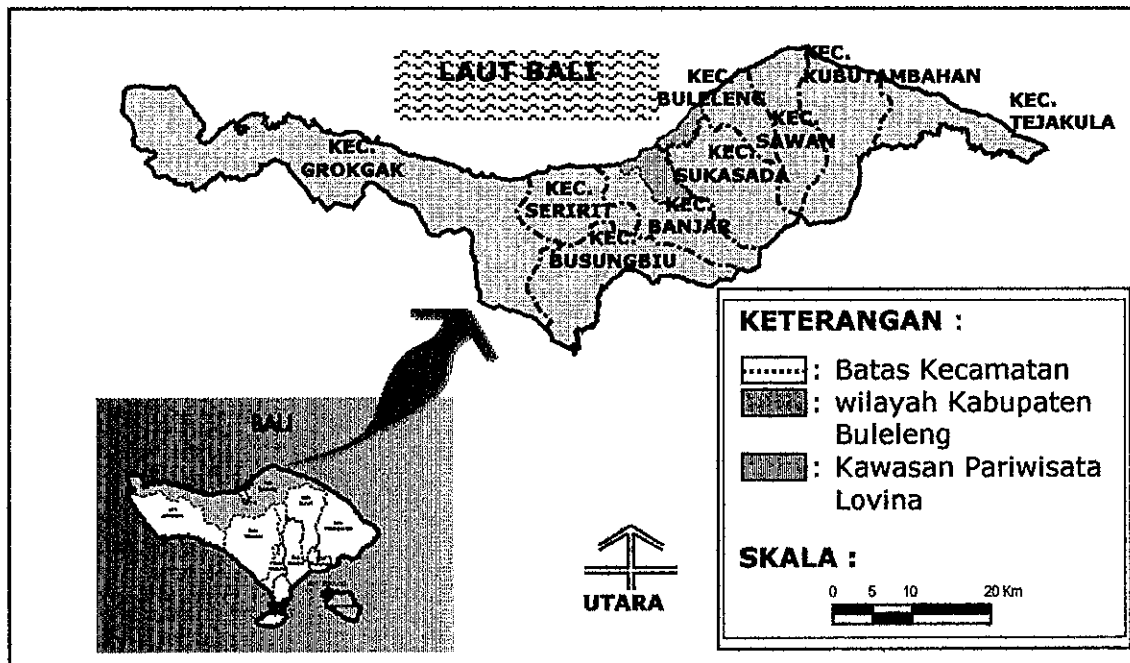 LAUT BALI
KEC.
GROKGAK
KEC.
SERIRIT
KEC.
BUSUNGBIU
KEC.
BANJAR
KEC.
BULELENG
KEC.
SUKASADA
KEC.
SAWAN
KEC.
KUBUTAMBAHAN
KEC.
TEJAKULA
BALI
UTARA
KETERANGAN :
: Batas Kecamatan
: wilayah Kabupaten
Buleleng
: Kawasan Pariwisata
Lovina
SKALA :
0 5 10 20 Km